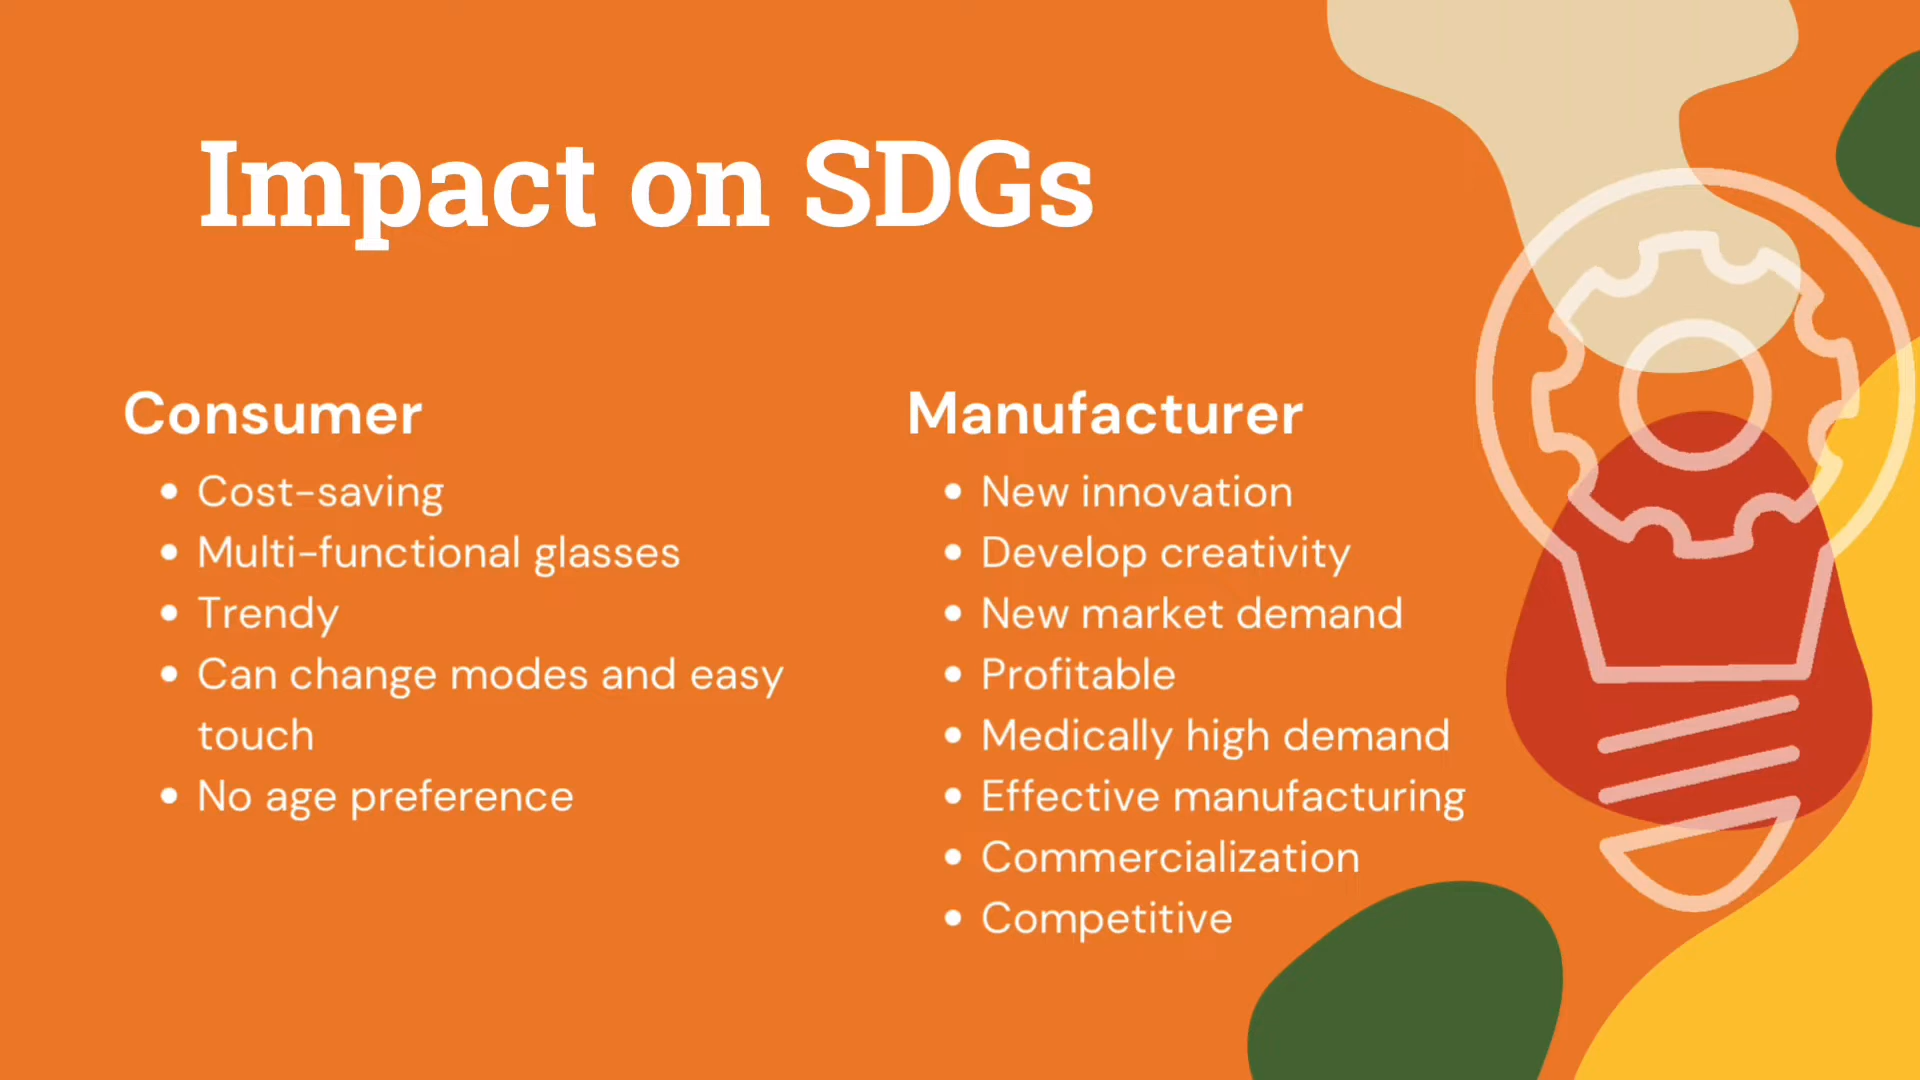 Impact on SDGs
Consumer
• Cost-saving
• Multi-functional glasses
• Trendy
• Can change modes and easy
touch
• No age preference
Manufacturer
• New innovation
• Develop creativity
• New market demand
• Profitable
• Medically high demand
• Effective manufacturing
• Commercialization
• Competitive